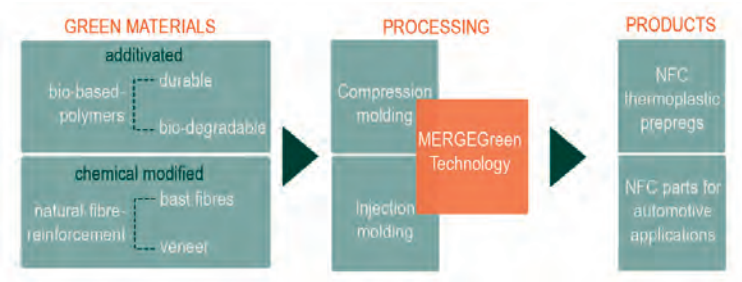 GREEN MATERIALS
additivated
bio-based-
polymers
durable
bio-degradable
chemical modified
natural fibre-
reinforcement
bast fibres
veneer
PROCESSING
Compression
molding
MERGEGreen
Technology
Injection
molding
PRODUCTS
NFC
thermoplastic
prepregs
NFC parts for
automotive
applications